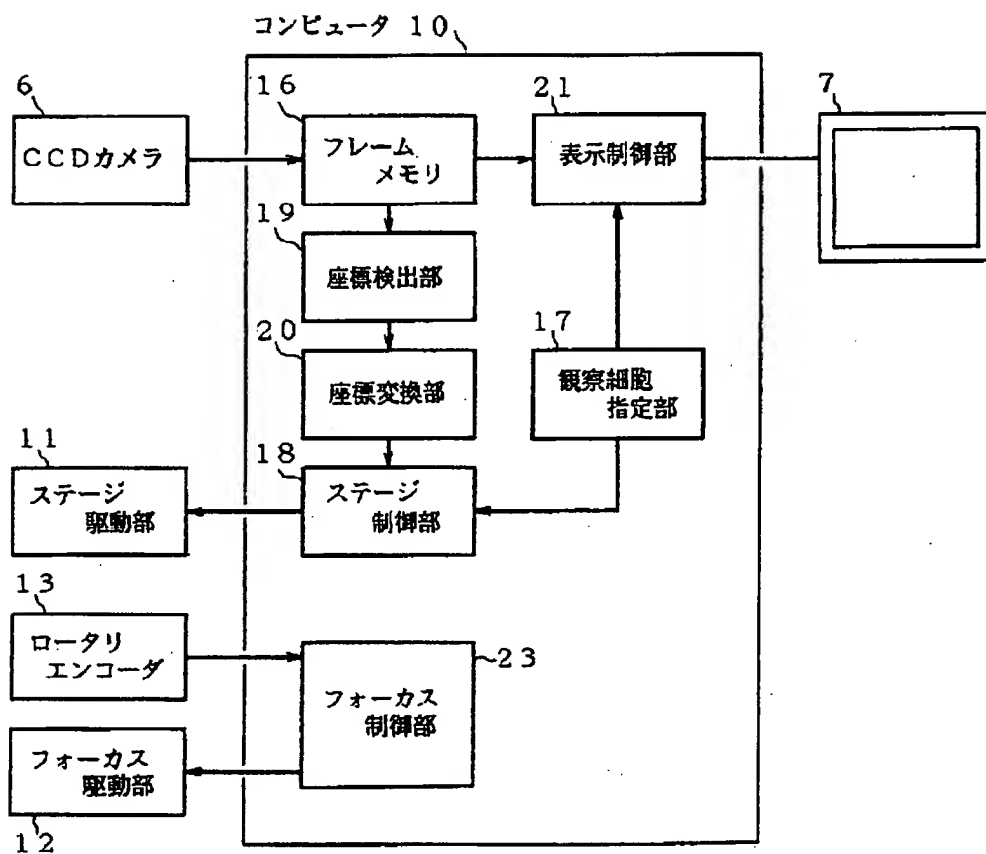 コンピュータ 10
6
CCDカメラ
16
フレーム
メモリ
21
表示制御部
7
19
座標検出部
20
座標変換部
17
観察細胞
指定部
11
ステージ
駆動部
18
ステージ
制御部
13
ロータリ
エンコーダ
23
フォーカス
制御部
フォーカス
駆動部
12